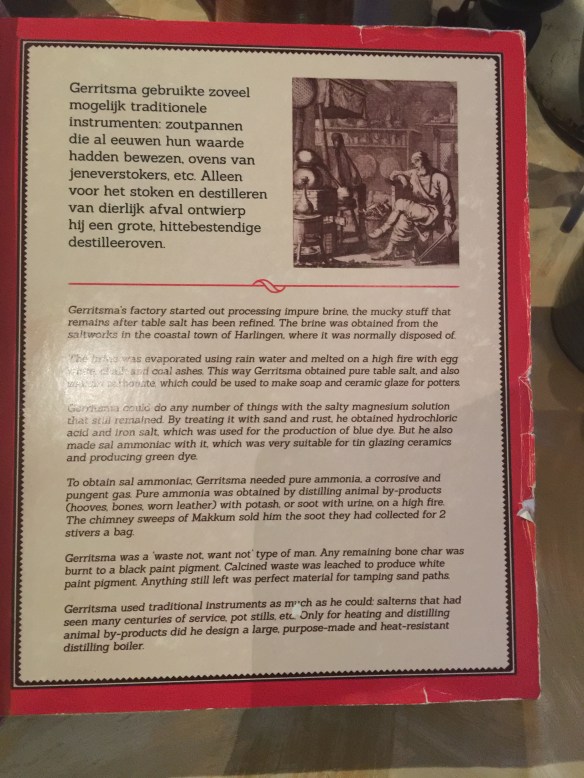 Gerritsma gebruikte zoveel
mogelijk traditionele
instrumenten: zoutpannen
die al eeuwen hun waarde
hadden bewezen, ovens van
jeneverstokers, etc. Alleen
voor het stoken en destilleren
van dierlijk afval ontwierp
hij een grote, hittebestendige
destilleeroven.
Gerritsma's factory started out processing impure brine, the mucky stuff that
remains after table salt has been refined. The brine was obtained from the
saltworks in the coastal town of Harlingen, where it was normally disposed of.
The brine was evaporated using rain water and melted on a high fire with egg
and coal ashes. This way Gerritsma obtained pure table salt, and also
which could be used to make soap and ceramic glaze for potters.
Gerritsma could do any number of things with the salty magnesium solution
that still remained. By treating it with sand and rust, he obtained hydrochloric
acid and iron salt, which was used for the production of blue dye. But he also
made sal ammoniac with it, which was very suitable for tin glazing ceramics
and producing green dye.
To obtain sal ammoniac, Gerritsma needed pure ammonia, a corrosive and
pungent gas. Pure ammonia was obtained by distilling animal by-products
(hooves, bones, worn leather) with potash, or soot with urine, on a high fire.
The chimney sweeps of Makkum sold him the soot they had collected for 2
stivers a bag.
Gerritsma was a 'waste not, want not' type of man. Any remaining bone char was
burnt to a black paint pigment. Calcined waste was leached to produce white
paint pigment. Anything still left was perfect material for tamping sand paths.
Gerritsma used traditional instruments as much as he could: salterns that had
seen many centuries of service, pot stills, etc. Only for heating and distilling
animal by-products did he design a large, purpose-made and heat-resistant
distilling boiler.